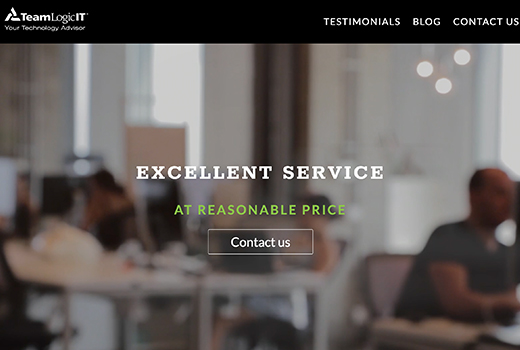 TeamLogicIT
Your Technology Advisor
TESTIMONIALS BLOG CONTACT US
EXCELLENT SERVICE
AT REASONABLE PRICE
Contact us